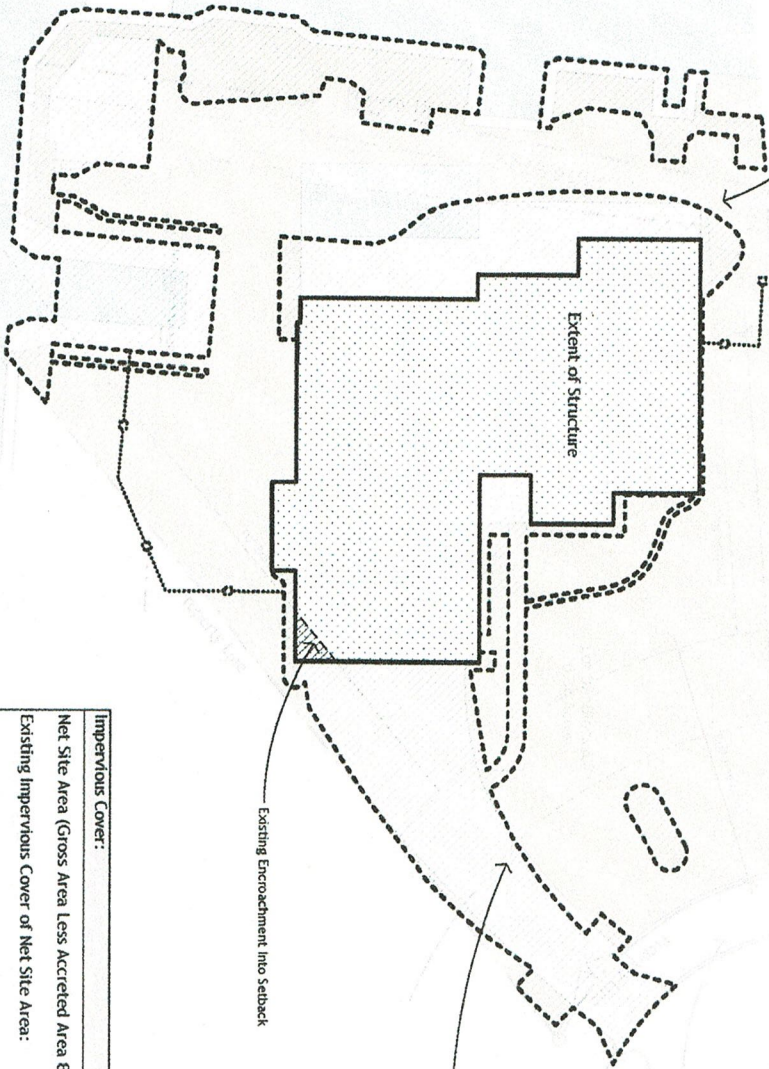 Extent of Structure
Existing Encroachment Into Setback
Impervious Cover:
Net Site Area (Gross Area Less Accreted Area &
Existing Impervious Cover of Net Site Area: